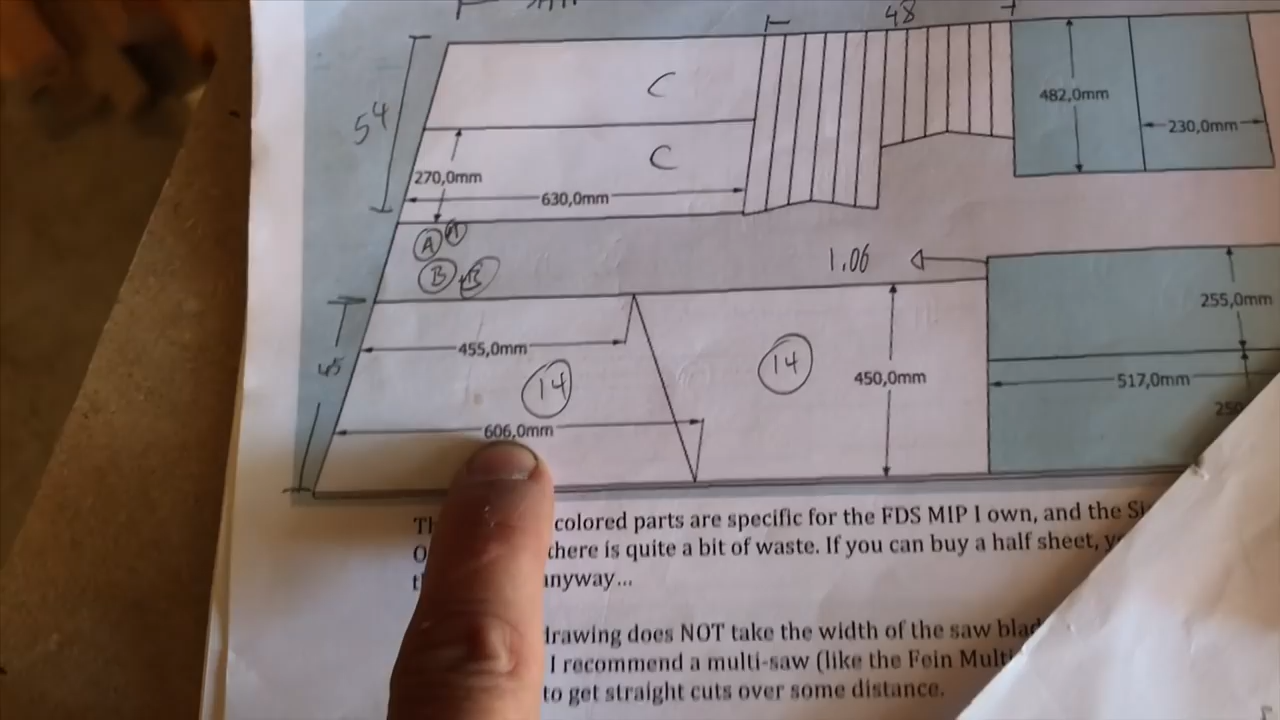 48
54
C
482,0mm
230,0mm
C
270,0mm
630,0mm
A A
B B
1.06
255,0mm
45
455,0mm
14
14
450,0mm
517,0mm
606,0mm
colored parts are specific for the FDS MIP I own, and the
there is quite a bit of waste. If you can buy a half sheet,
anyway...
drawing does NOT take the width of the saw
I recommend a multi-saw (like the Fein
to get straight cuts over some distance.